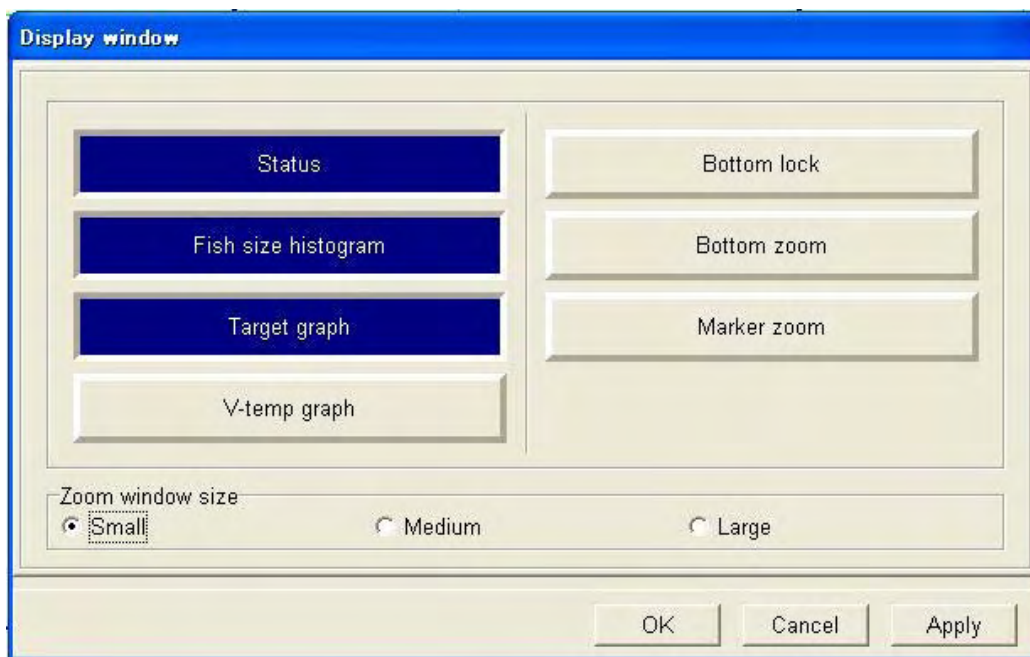 Display window
Status
Fish size histogram
Target graph
V-temp graph
Bottom lock
Bottom zoom
Marker zoom
Zoom window size
Small
Medium
Large
OK
Cancel
Apply